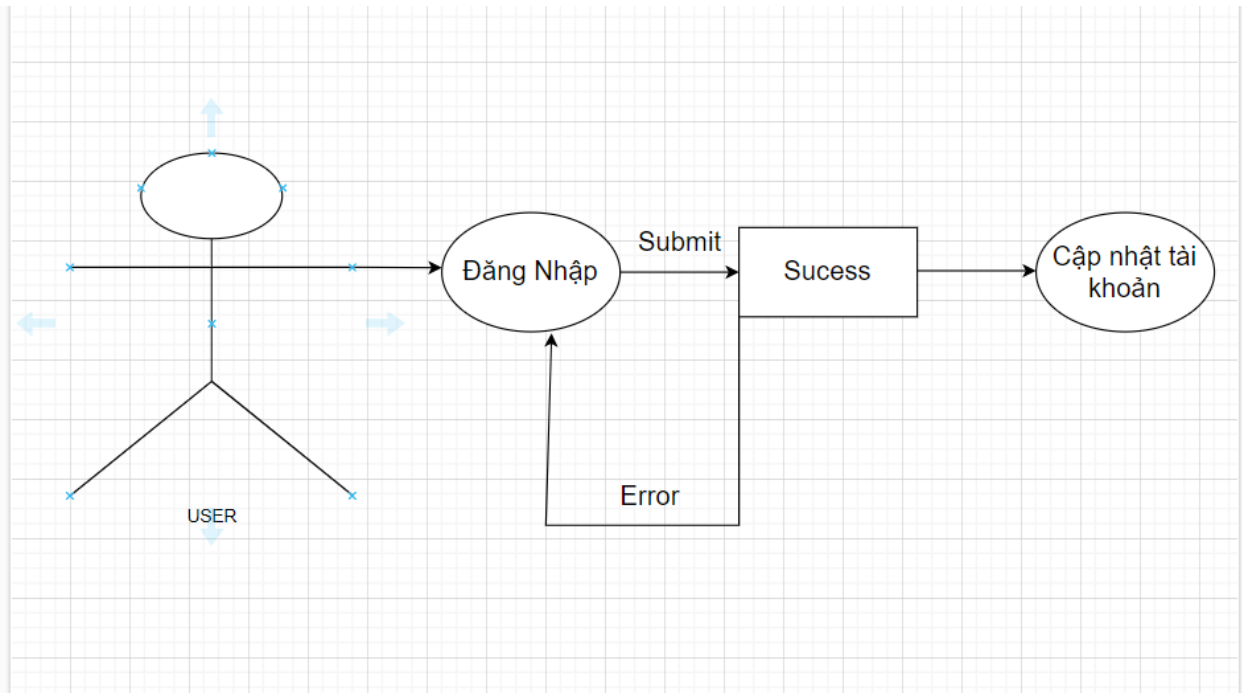 USER
Đăng Nhập
Submit
Sucess
Error
Cập nhật tài
khoản